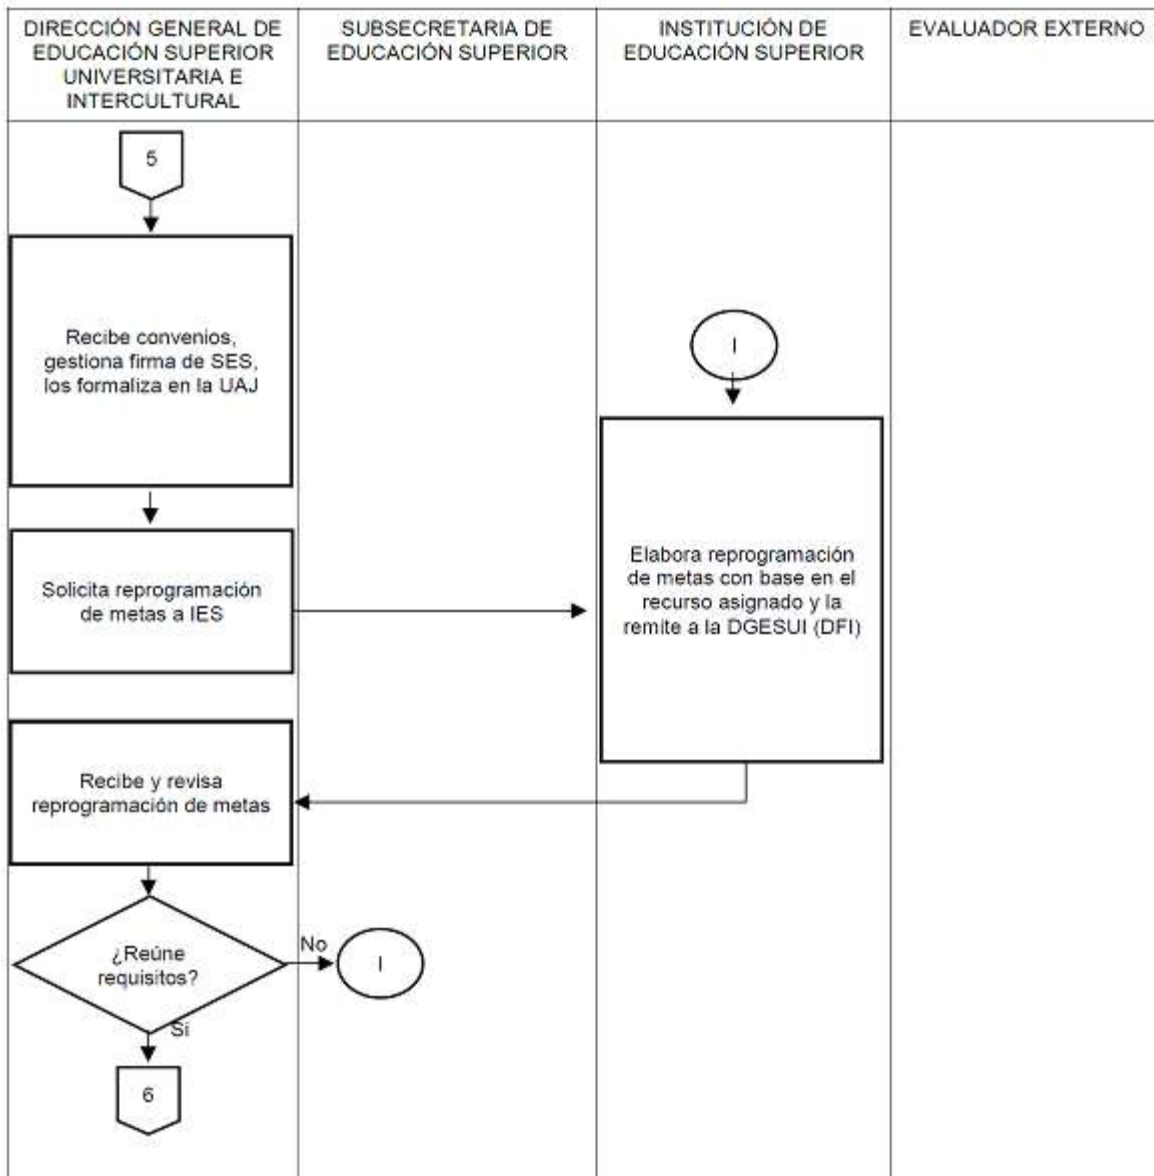 DIRECCIÓN GENERAL DE
EDUCACIÓN SUPERIOR
UNIVERSITARIA E
INTERCULTURAL
SUBSECRETARIA DE
EDUCACIÓN SUPERIOR
INSTITUCIÓN DE
EDUCACIÓN SUPERIOR
EVALUADOR EXTERNO
5
Recibe convenios,
gestiona firma de SES,
los formaliza en la UAJ
I
Solicita reprogramación
de metas a IES
Elabora reprogramación
de metas con base en el
recurso asignado y la
remite a la DGESUI (DFI)
Recibe y revisa
reprogramación de metas
¿Reúne
requisitos?
No
I
Si
6